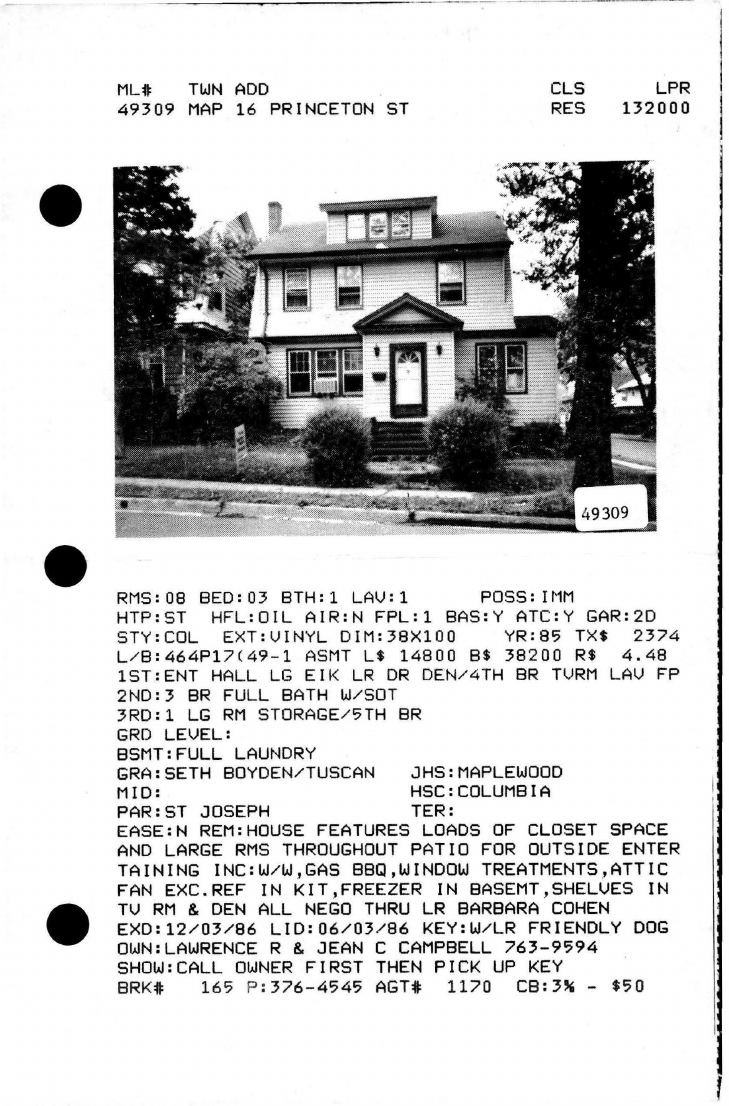 ML# TWN ADD CLS LPR
49309 MAP 16 PRINCETON ST RES 132000
49309
RMS:08 BED:03 BTH:1 LAV:1 POSS:IMM
HTP:ST HFL:OIL AIR:N FPL:1 BAS:Y ATC:Y GAR:2D
STY:COL EXT:VINYL DIM:38X100 YR:85 TX$ 2374
L/B:464P17(49-1 ASMT L$ 14800 B$ 38200 R$ 4.48
1ST:ENT HALL LG EIK LR DR DEN/4TH BR TVRM LAV FP
2ND:3 BR FULL BATH W/SOT
3RD:1 LG RM STORAGE/5TH BR
GRD LEVEL:
BSMT:FULL LAUNDRY
GRA:SETH BOYDEN/TUSCAN JHS:MAPLEWOOD
MID: HSC:COLUMBIA
PAR:ST JOSEPH TER:
EASE:N REM:HOUSE FEATURES LOADS OF CLOSET SPACE
AND LARGE RMS THROUGHOUT PATIO FOR OUTSIDE ENTER
TAINING INC:W/W,GAS BBQ,WINDOW TREATMENTS,ATTIC
FAN EXC.REF IN KIT,FREEZER IN BASEMT,SHELVES IN
TV RM & DEN ALL NEGO THRU LR BARBARA COHEN
EXD:12/03/86 LID:06/03/86 KEY:W/LR FRIENDLY DOG
OWN:LAWRENCE R & JEAN C CAMPBELL 763-9594
SHOW:CALL OWNER FIRST THEN PICK UP KEY
BRK# 165 P:376-4545 AGT# 1170 CB:3% - $50